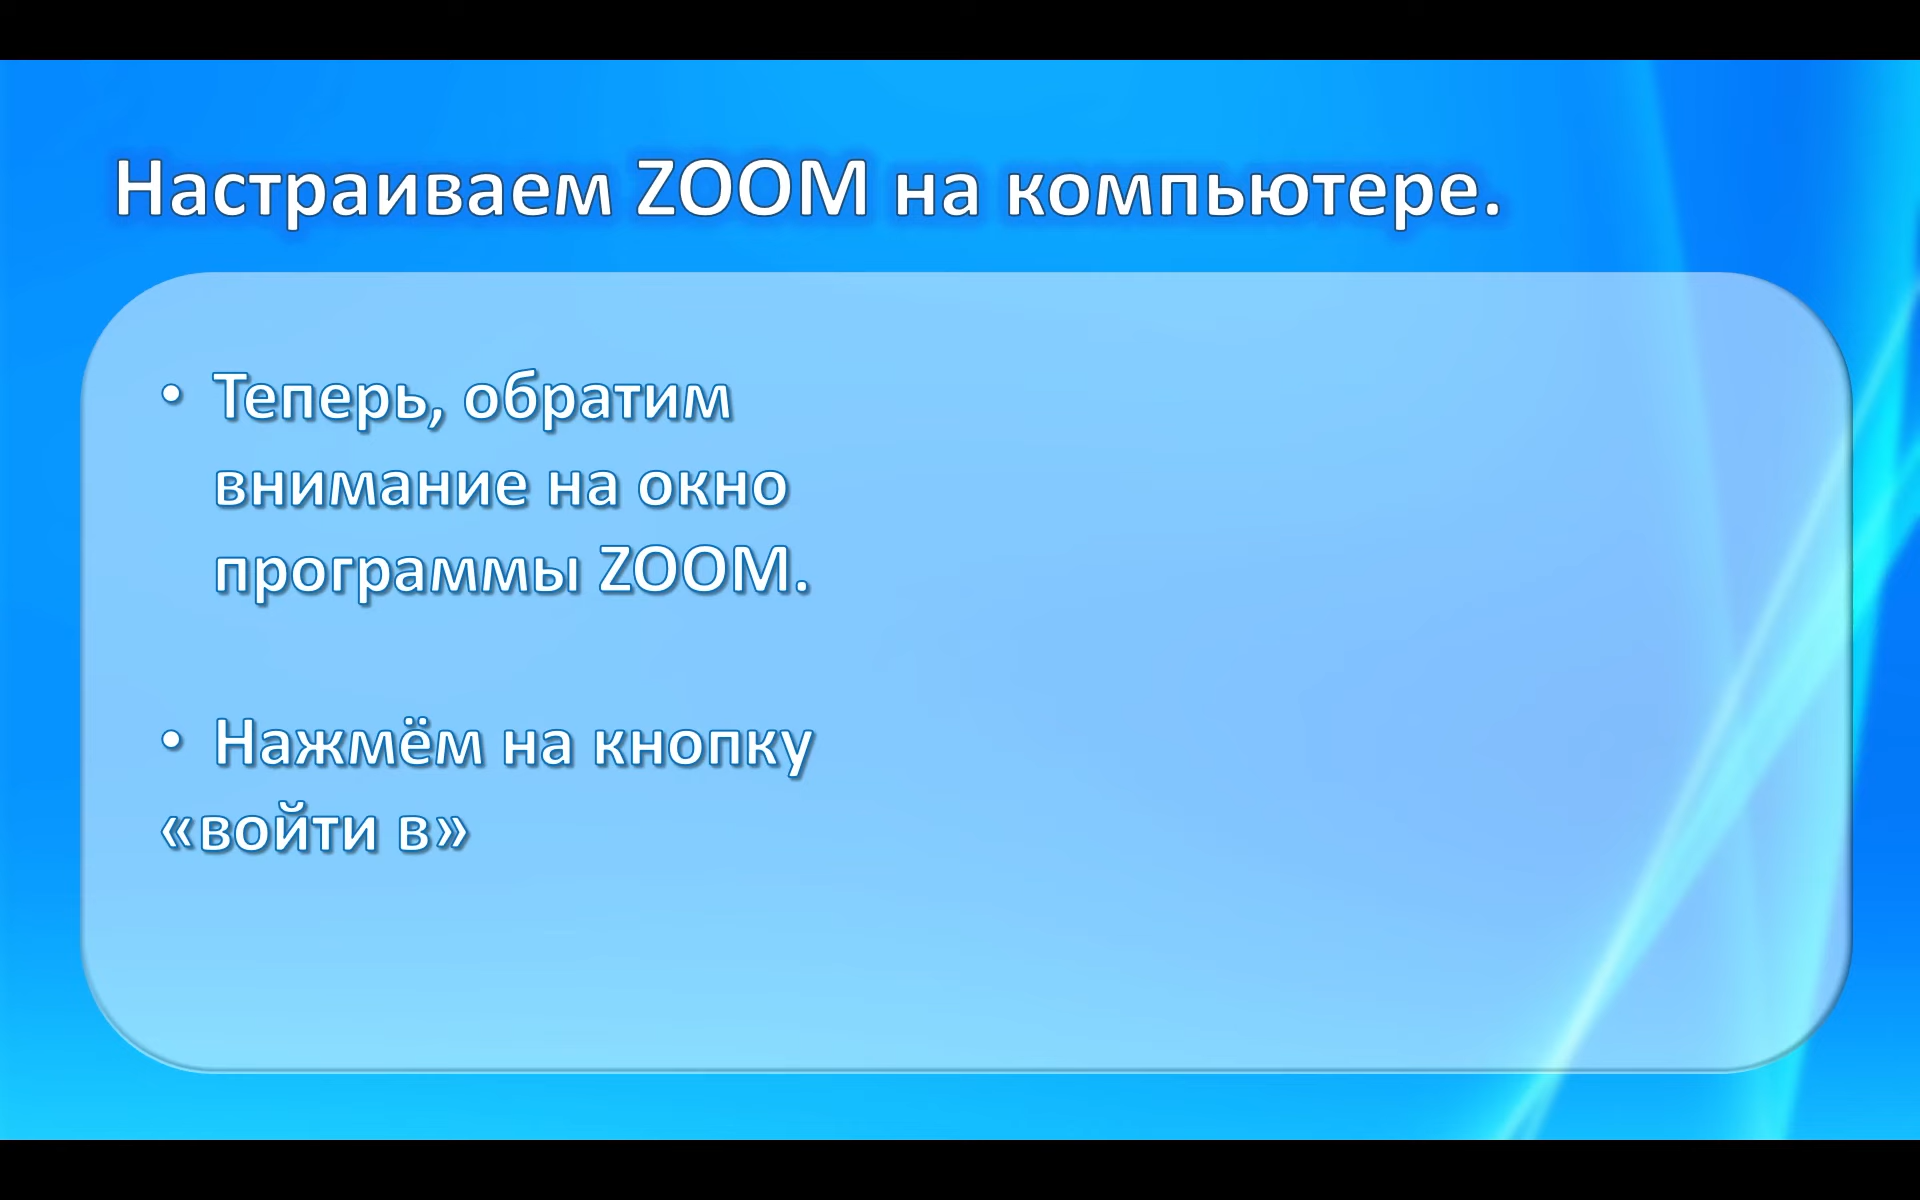 Настраиваем ZOOM на компьютере.
• Теперь, обратим
внимание на окно
программы ZOOM.
• Нажмём на кнопку
«войти в»